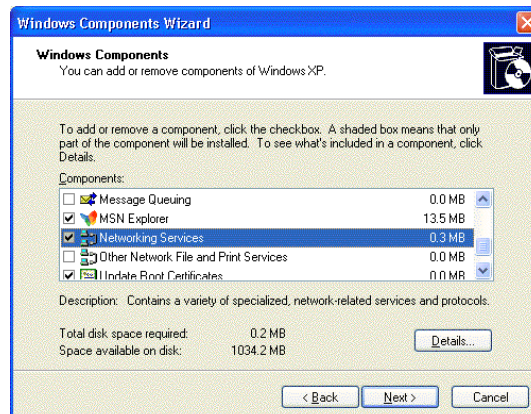 Windows Components Wizard
Windows Components
You can add or remove components of Windows XP.
To add or remove a component, click the checkbox. A shaded box means that only
part of the component will be installed. To see what's included in a component, click
Details.
Components:
Message Queuing 0.0 MB
MSN Explorer 13.5 MB
Networking Services 0.3 MB
Other Network File and Print Services 0.0 MB
Update Root Certificates 0.0 MB
Description: Contains a variety of specialized, network-related services and protocols.
Total disk space required: 0.2 MB
Space available on disk: 1034.2 MB
Details...
< Back Next > Cancel